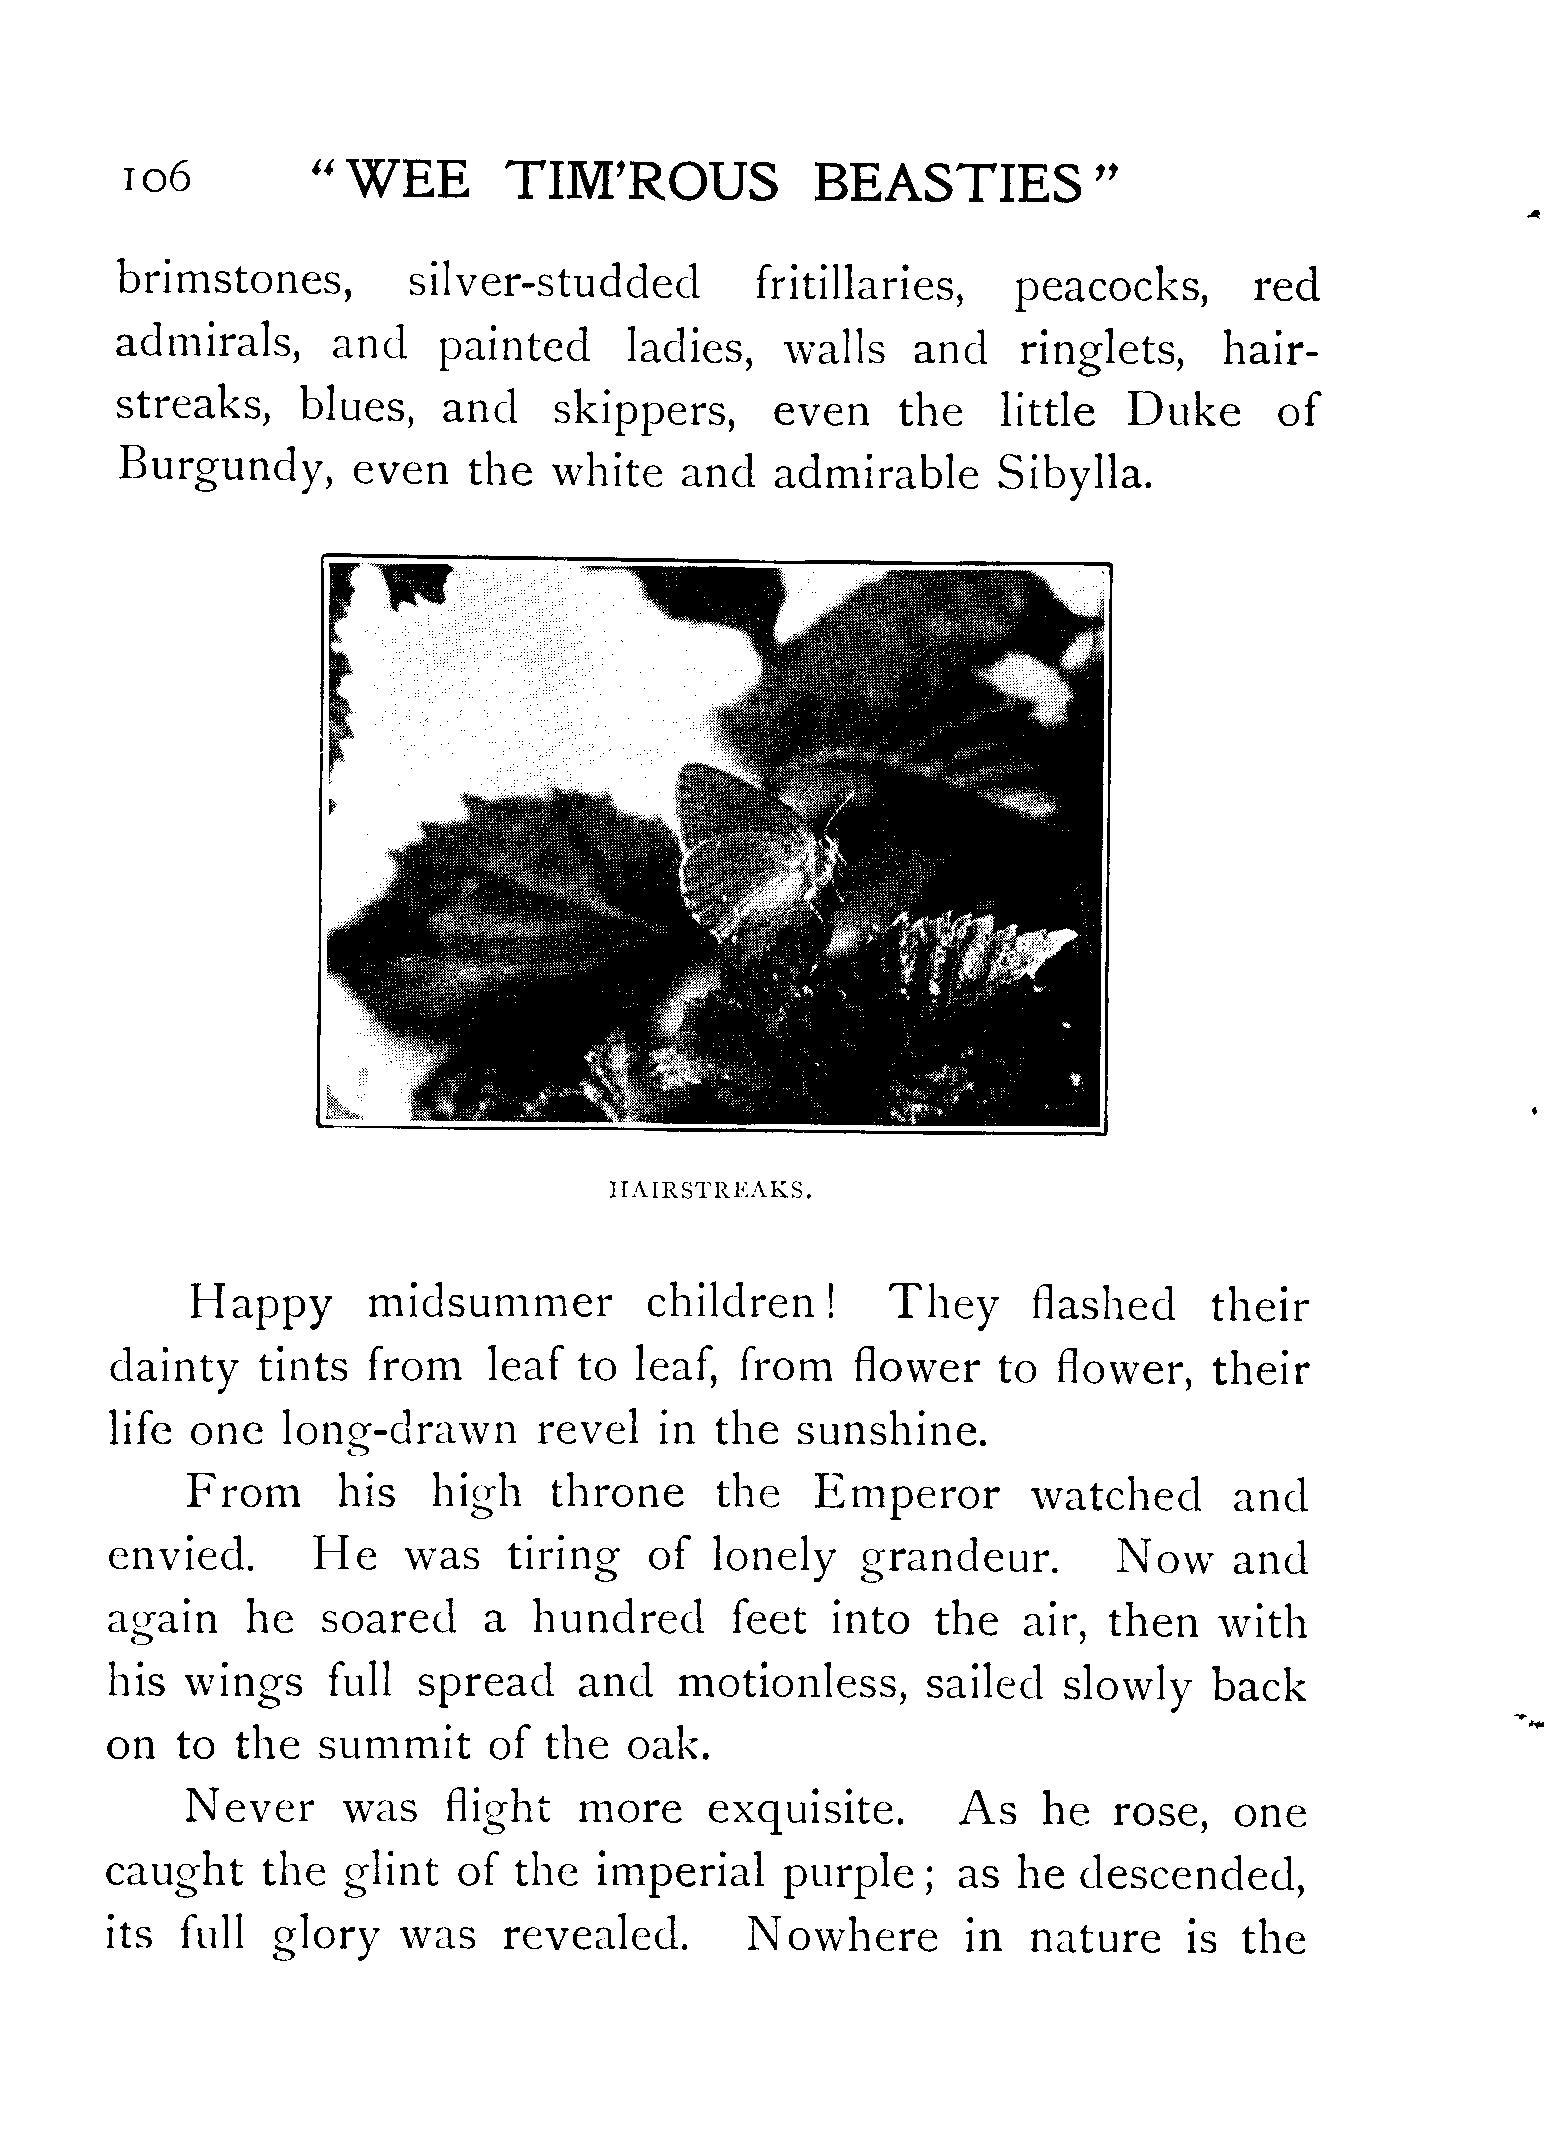 106 "WEE TIM'ROUS BEASTIES"
brimstones, silver-studded fritillaries, peacocks, red
admirals, and painted ladies, walls and ringlets, hair-
streaks, blues, and skippers, even the little Duke of
Burgundy, even the white and admirable Sibylla.
HAIRSTREAKS.
Happy midsummer children! They flashed their
dainty tints from leaf to leaf, from flower to flower, their
life one long-drawn revel in the sunshine.
From his high throne the Emperor watched and
envied. He was tiring of lonely grandeur. Now and
again he soared a hundred feet into the air, then with
his wings full spread and motionless, sailed slowly back
on to the summit of the oak.
Never was flight more exquisite. As he rose, one
caught the glint of the imperial purple; as he descended,
its full glory was revealed. Nowhere in nature is the